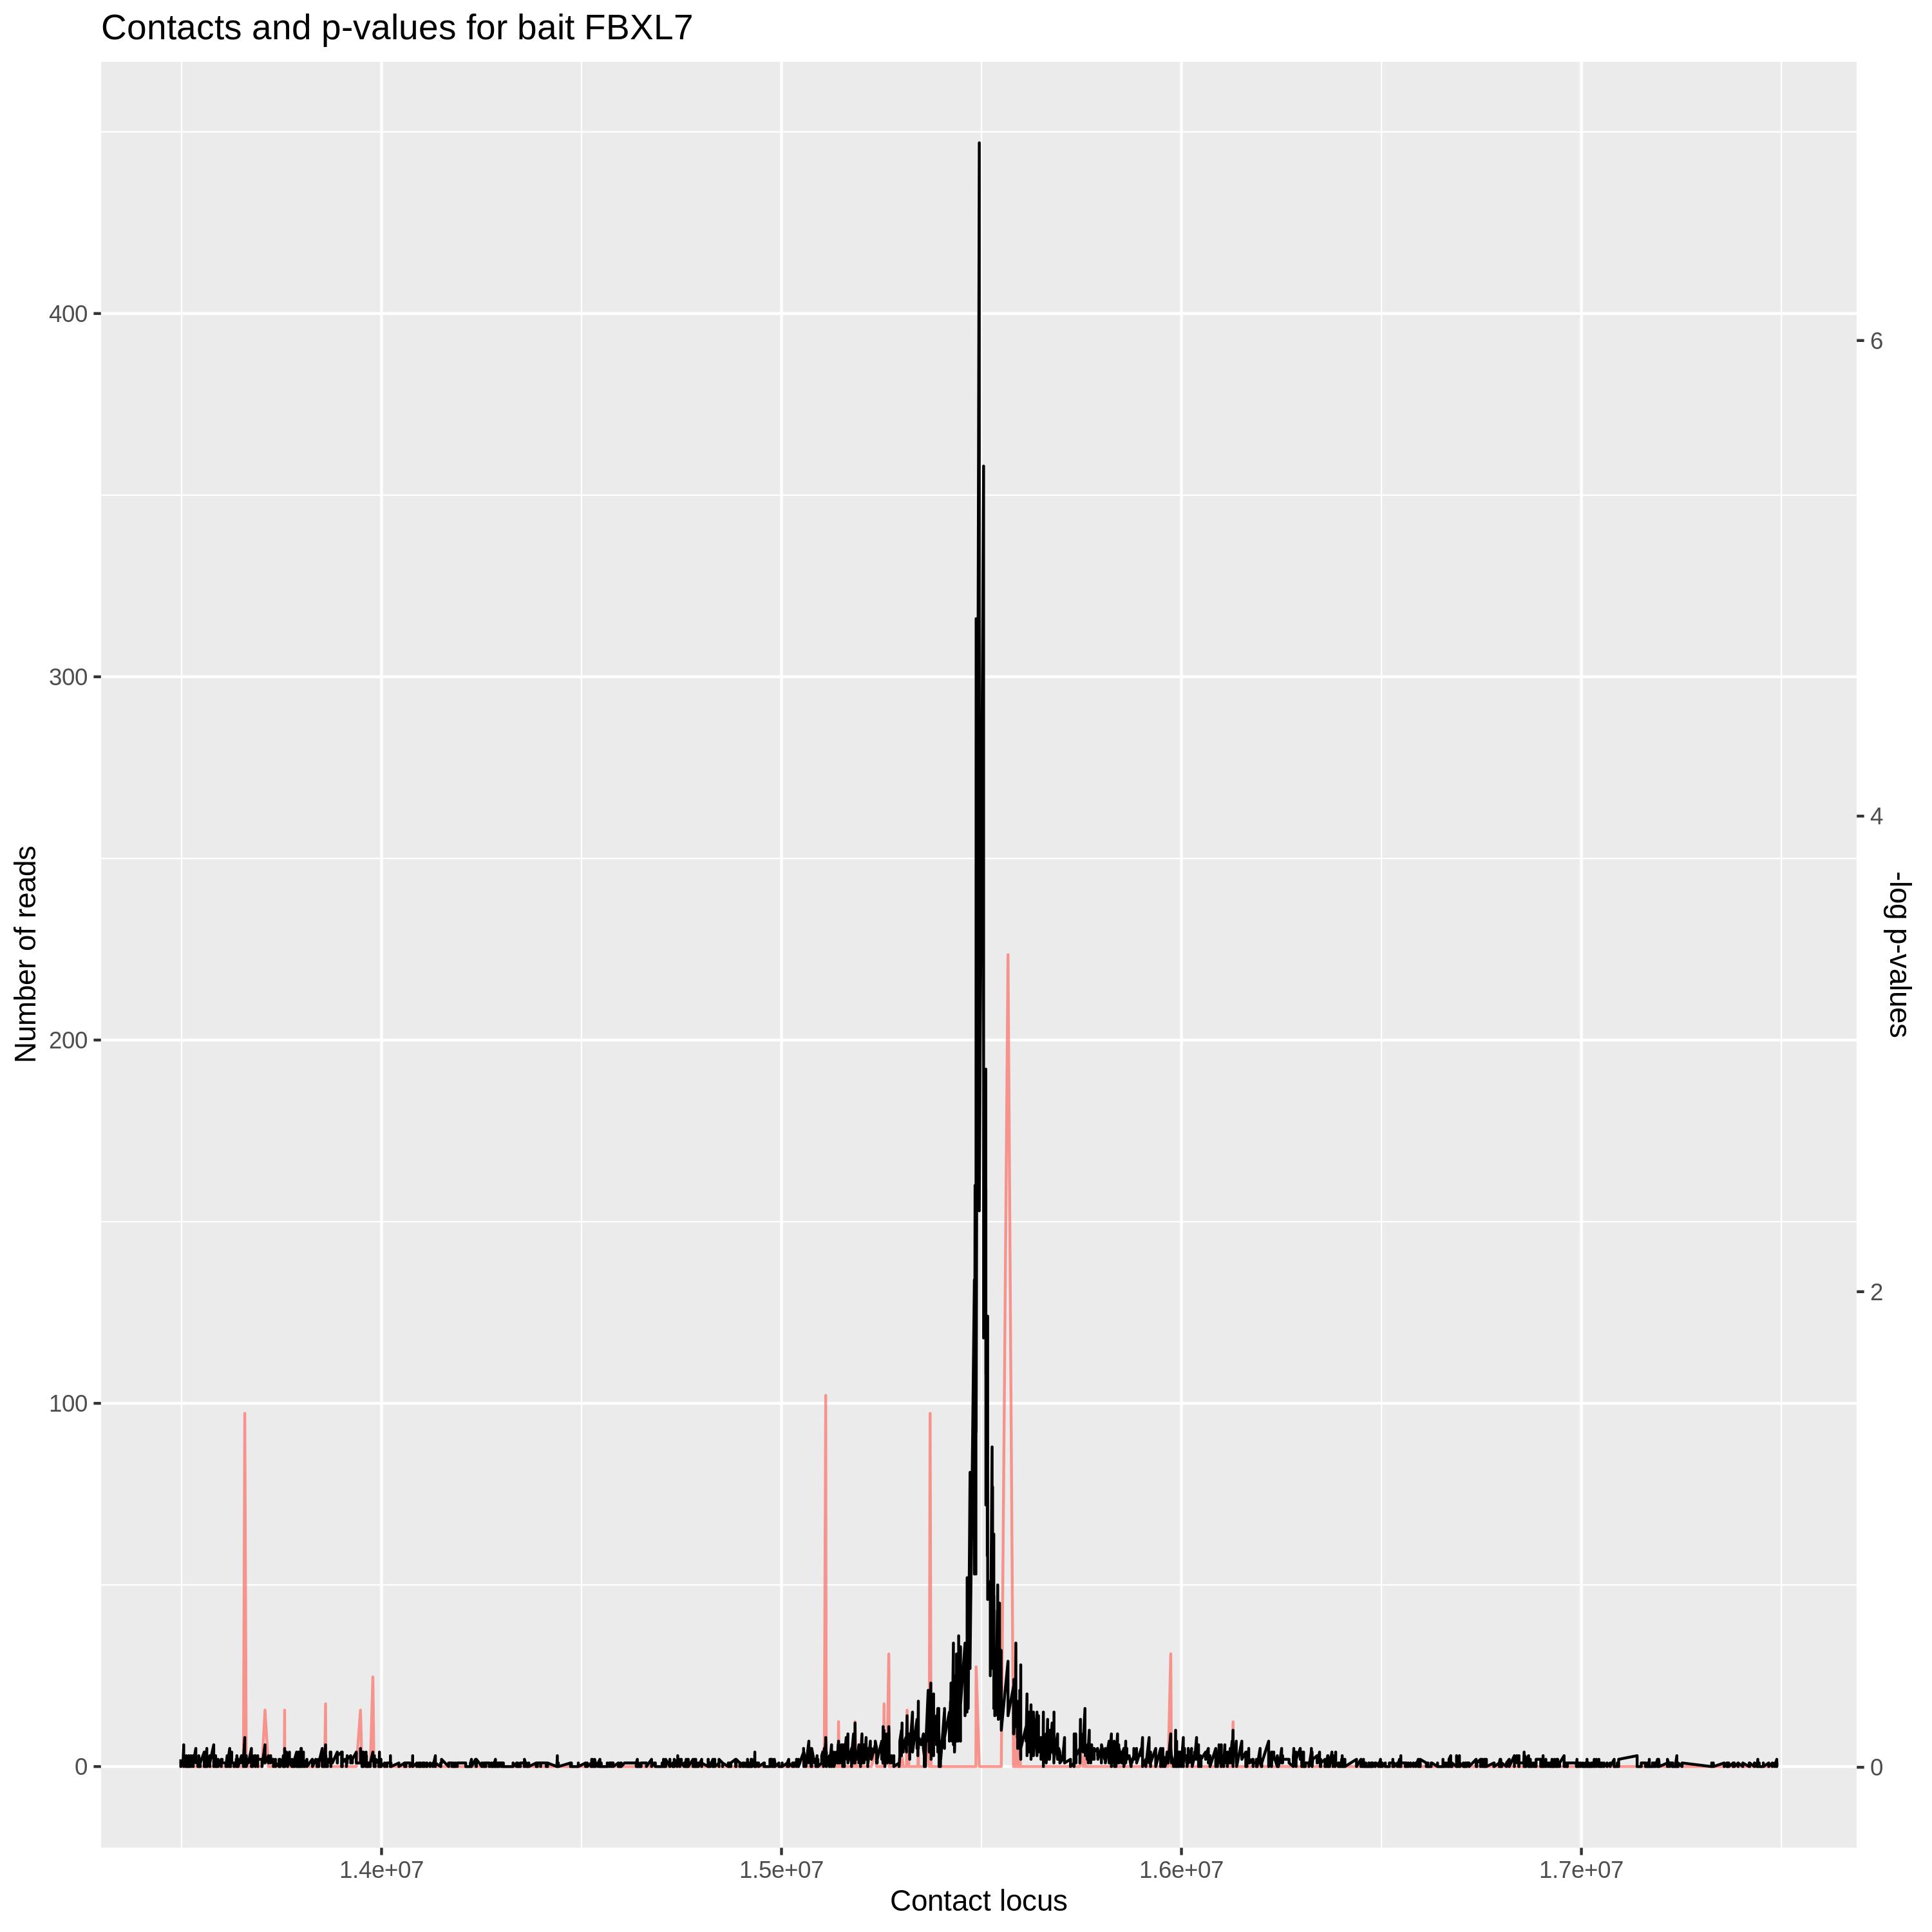 Contacts and p-values for bait FBXL7
400
300
200
100
0
Number of reads
6
4
2
0
-log p-values
1.4e+07
1.5e+07
1.6e+07
1.7e+07
Contact locus